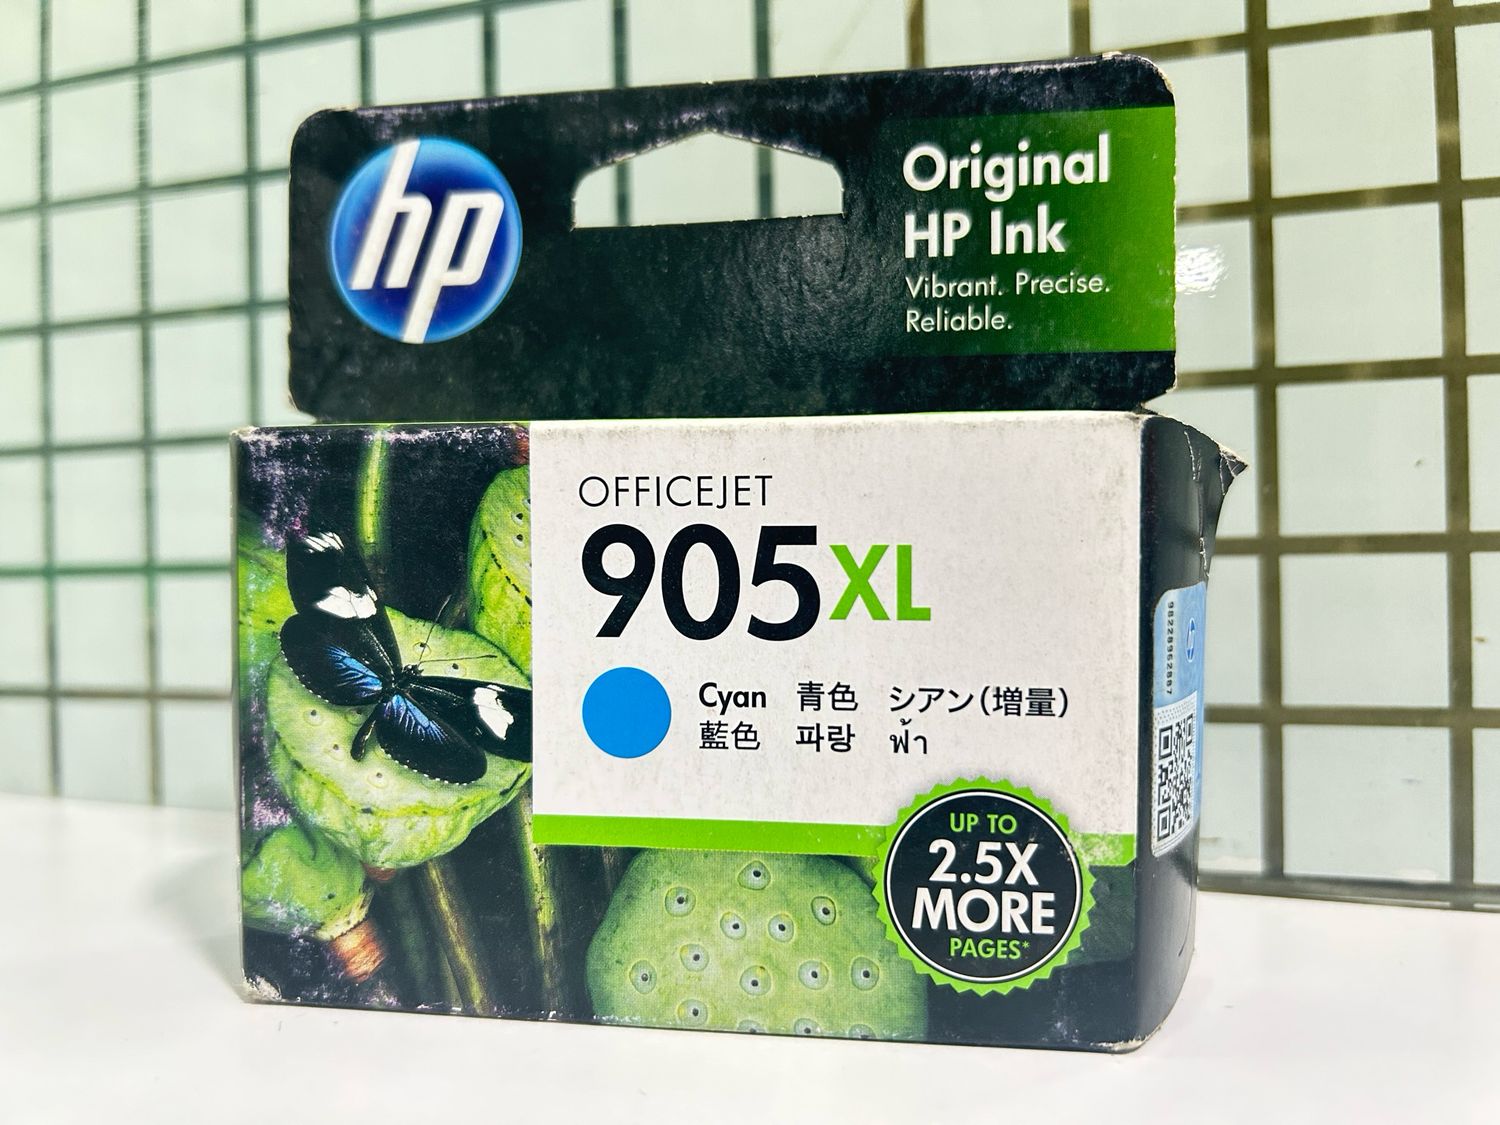 hp
Original
HP Ink
Vibrant. Precise.
Reliable.
OFFICEJET
905XL
Cyan 青色 シアン(増量)
藍色 파랑 ฟ้า
UP TO
2.5X
MORE
PAGES*